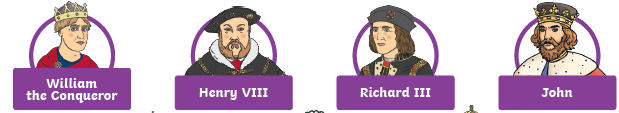 William
the Conqueror
Henry VIII
Richard III
John